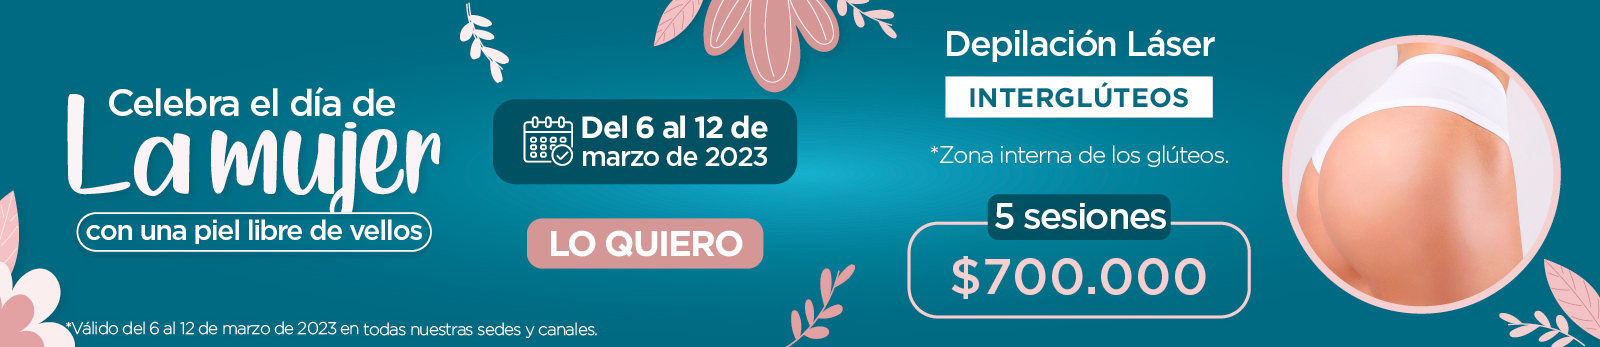 Celebra el día de
La mujer
con una piel libre de vellos
*Válido del 6 al 12 de marzo de 2023 en todas nuestras sedes y canales.
Del 6 al 12 de
marzo de 2023
LO QUIERO
Depilación Láser
INTERGLÚTEOS
*Zona interna de los glúteos.
5 sesiones
$700.000